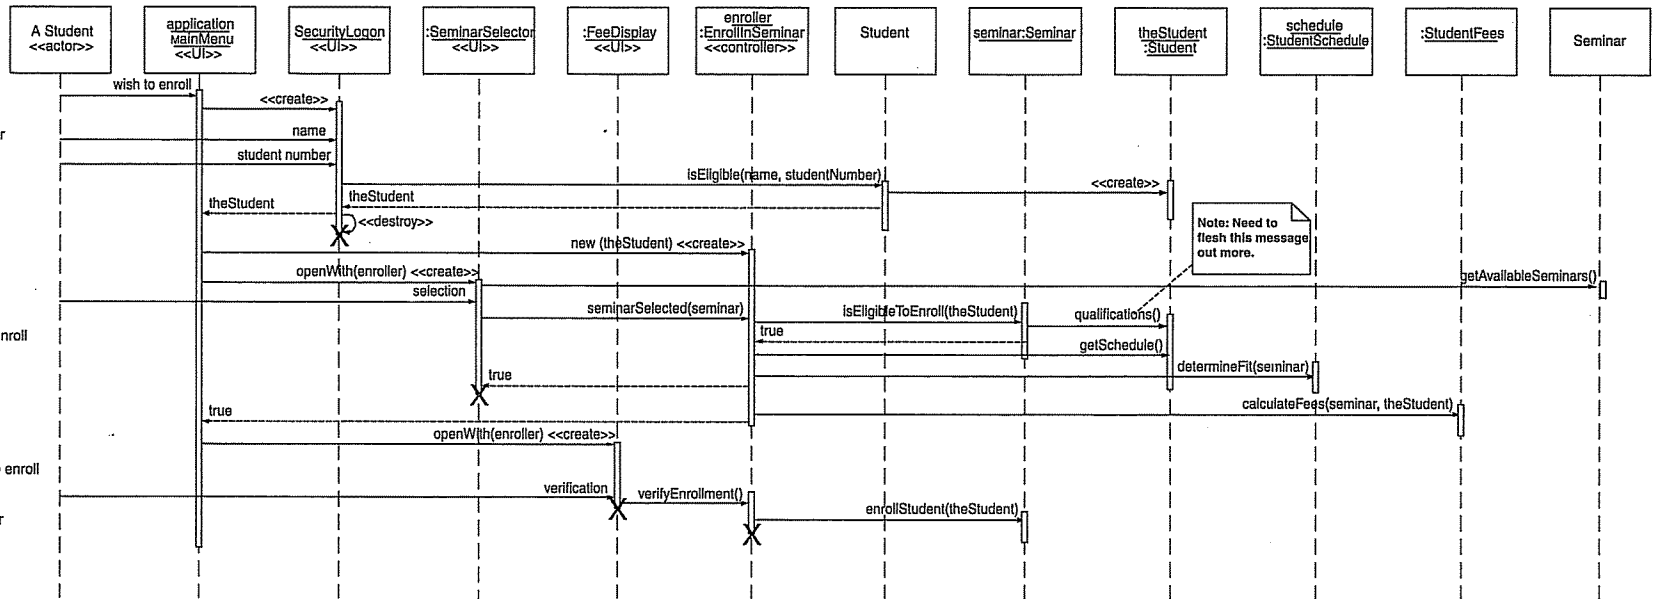 A Student
<<actor>>
application
MainMenu
<<UI>>
SecurityLogon
<<UI>>
:SeminarSelector
<<UI>>
:FeeDisplay
<<UI>>
enroller
:EnrollInSeminar
<<controller>>
Student
seminar:Seminar
theStudent
:Student
schedule
:StudentSchedule
:StudentFees
Seminar
wish to enroll
<<create>>
r
name
student number
isEligible(name, studentNumber)
<<create>>
theStudent
theStudent
<<destroy>>
Note: Need to
flesh this message
out more.
new (theStudent) <<create>>
openWith(enroller) <<create>>
getAvailableSeminars()
selection
seminarSelected(seminar)
isEligibleToEnroll(theStudent)
qualifications()
nroll
true
getSchedule()
determineFit(seminar)
true
calculateFees(seminar, theStudent)
true
openWith(enroller) <<create>>
enroll
verification
verifyEnrollment()
enrollStudent(theStudent)
r